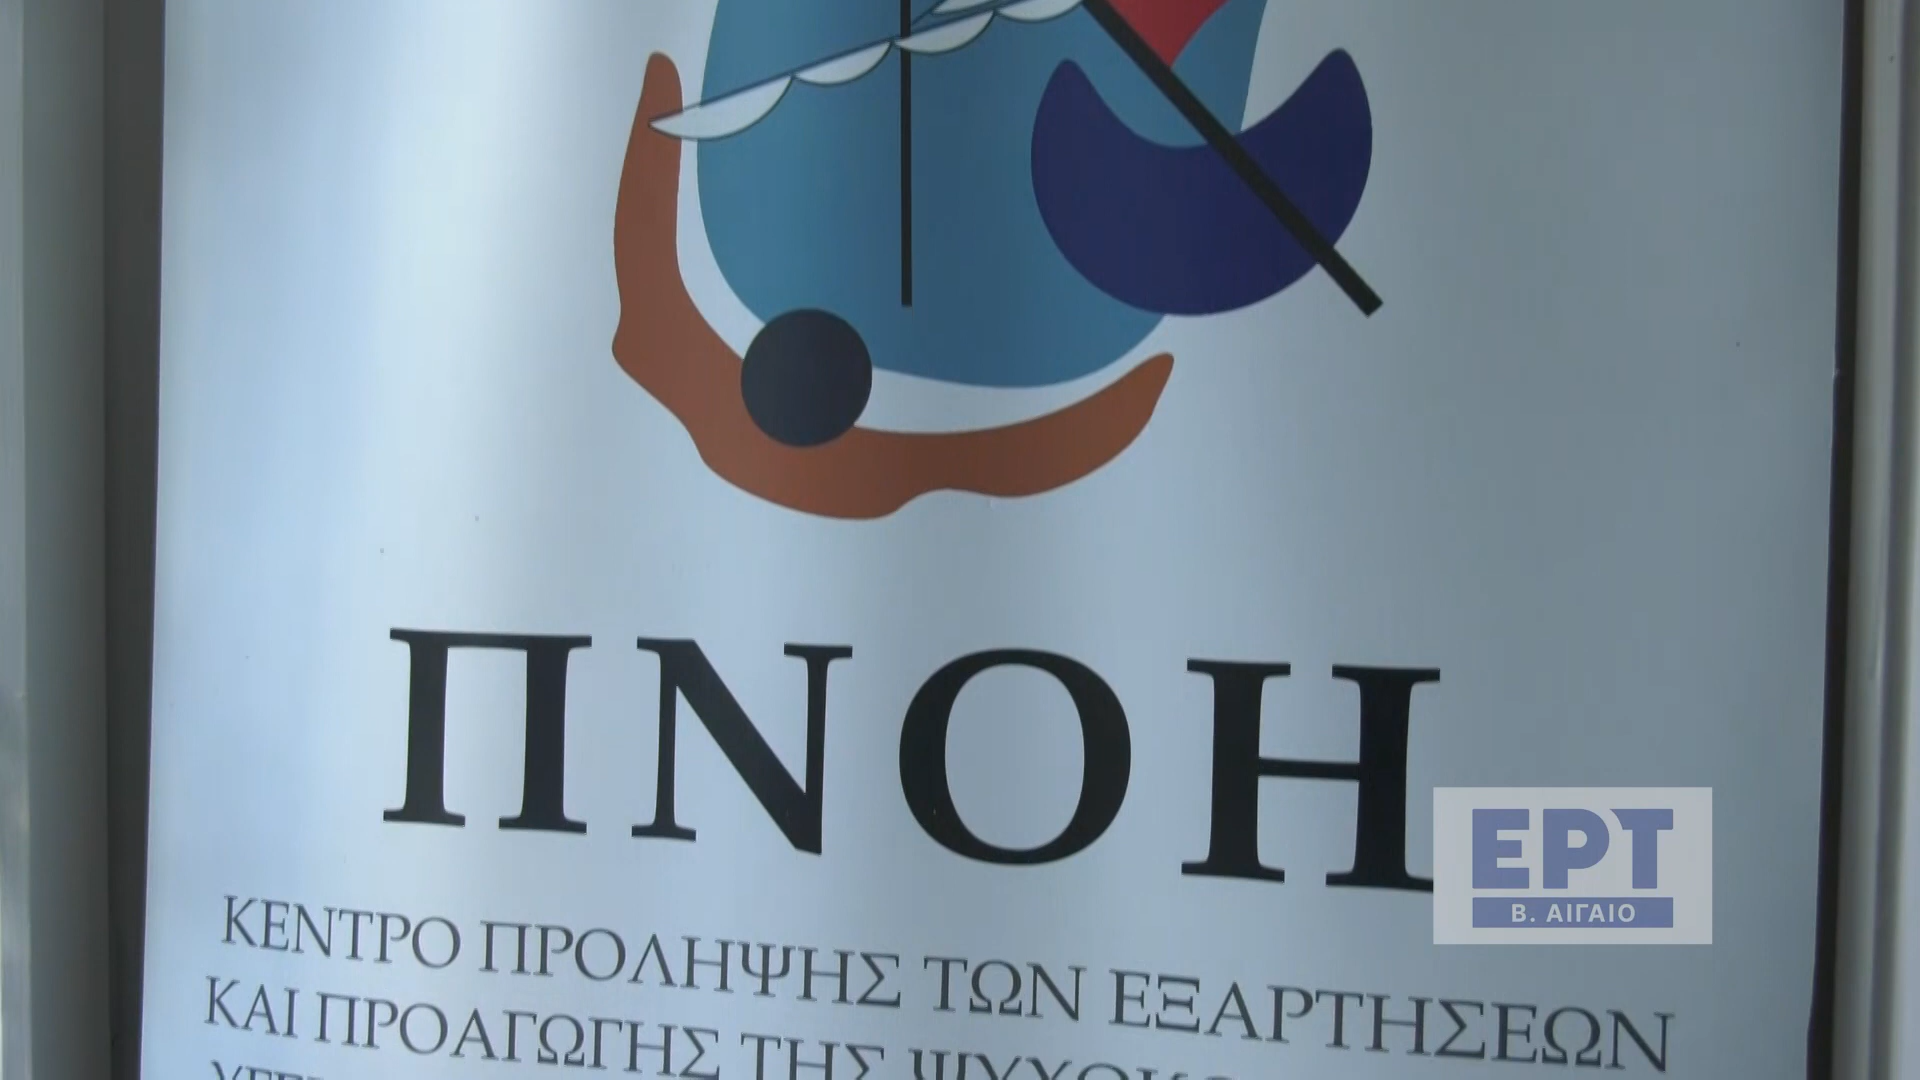 ΠΝΟΗ
ΕΡΤ
Β. ΑΙΓΑΙΟ
ΚΕΝΤΡΟ ΠΡΟΛΗΨΗΣ ΤΩΝ ΕΞΑΡΤΗΣΕΩΝ
ΚΑΙ ΠΡΟΑΓΩΓΗΣ ΤΗΣ